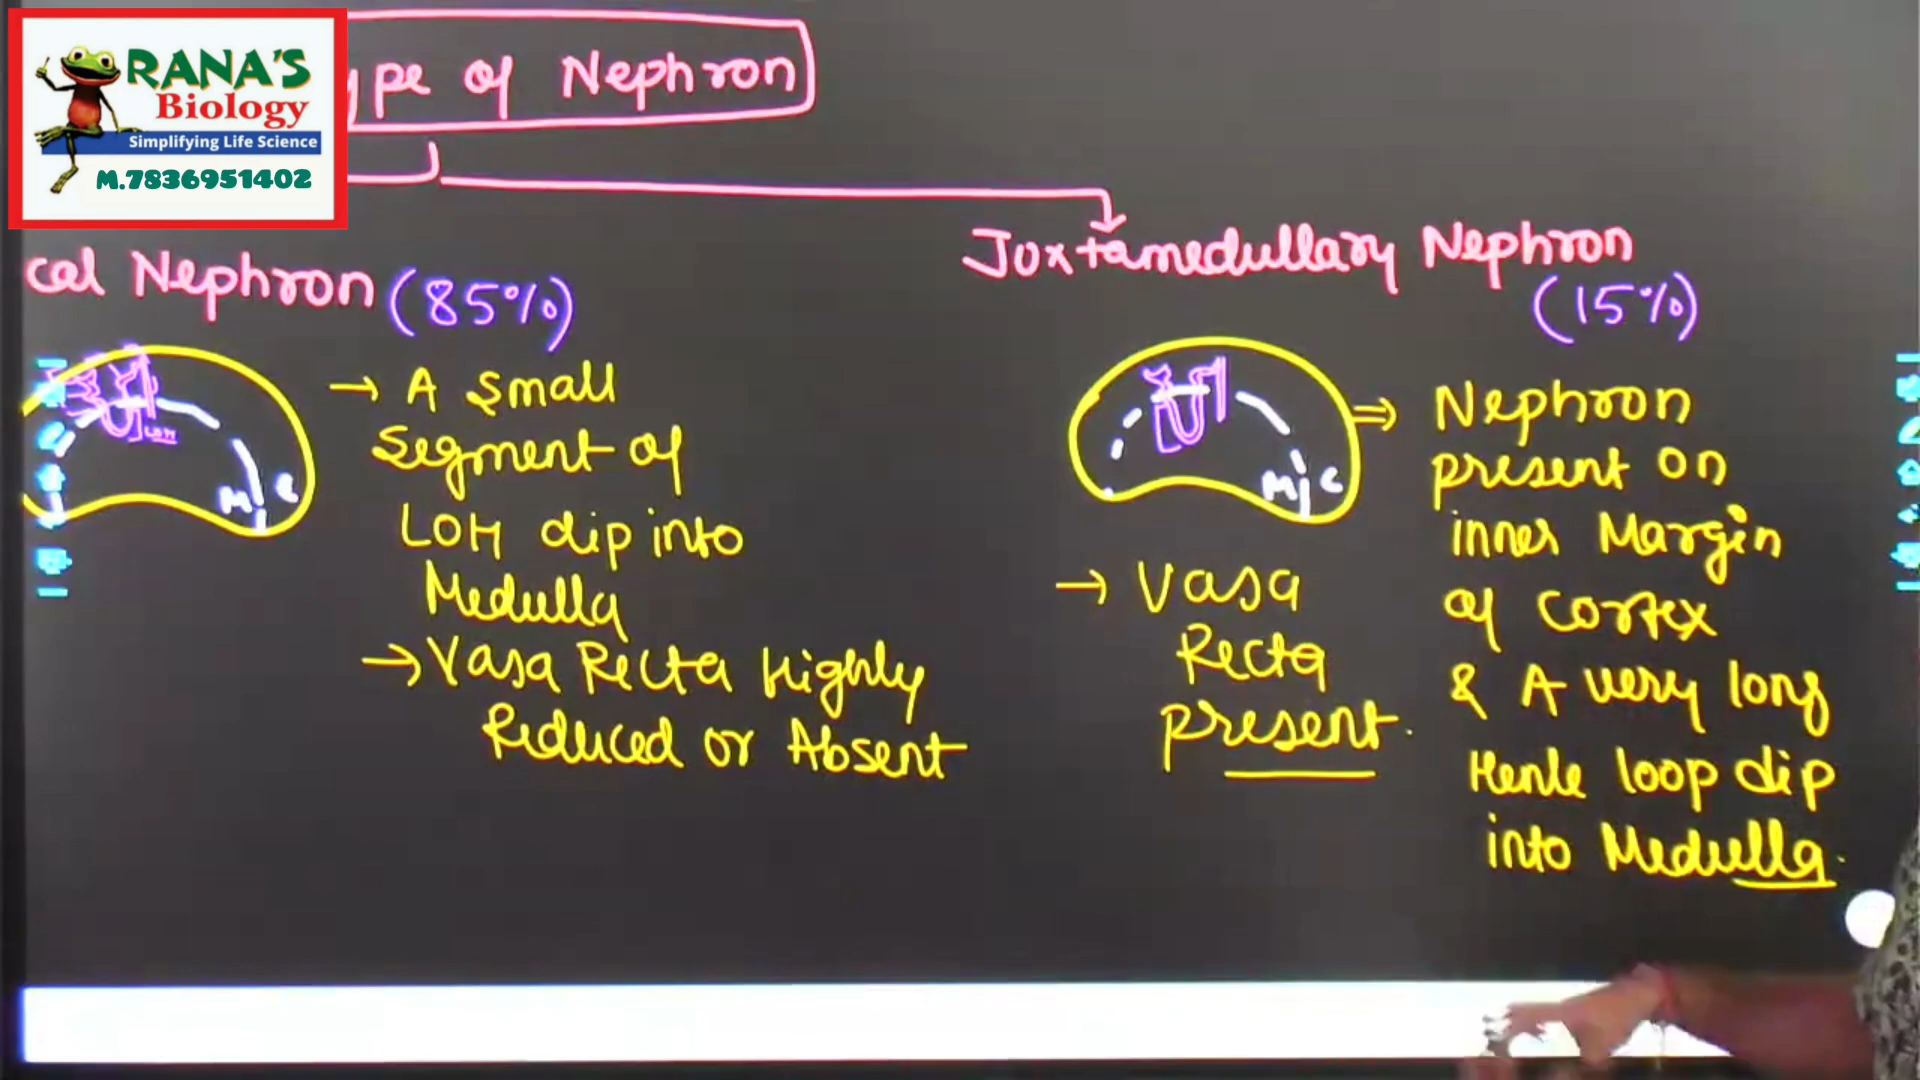 RANA'S
Biology
Simplifying Life Science
M.7836951402
ype of Nephron
cal Nephron (85%)
→ A small
segment of
LOH dip into
Medulla
→ Vasa Recta Highly
Reduced or Absent
LOH
M C
Juxtamedullary Nephron
(15%)
M C
⇒ Nephron
present on
inner Margin
of cortex
& A very long
Henle loop dip
into Medulla.
→ Vasa
Recta
present.